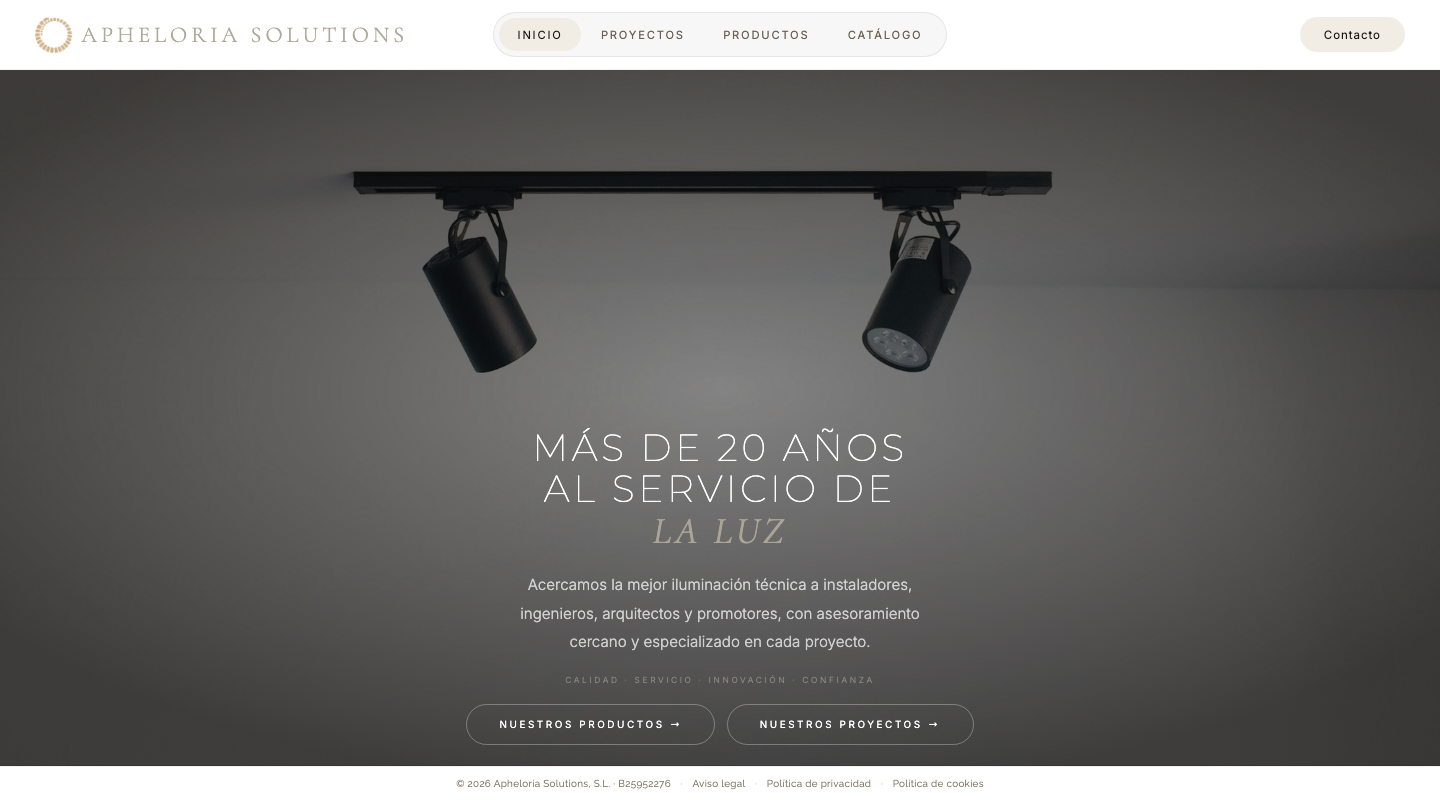 APHELORIA SOLUTIONS
INICIO
PROYECTOS
PRODUCTOS
CATÁLOGO
Contacto
MÁS DE 20 AÑOS
AL SERVICIO DE
LA LUZ
Acercamos la mejor iluminación técnica a instaladores,
ingenieros, arquitectos y promotores, con asesoramiento
cercano y especializado en cada proyecto.
CALIDAD · SERVICIO · INNOVACIÓN · CONFIANZA
NUESTROS PRODUCTOS →
NUESTROS PROYECTOS →
© 2026 Apheloria Solutions, S.L. · B25952276 · Aviso legal · Política de privacidad · Política de cookies